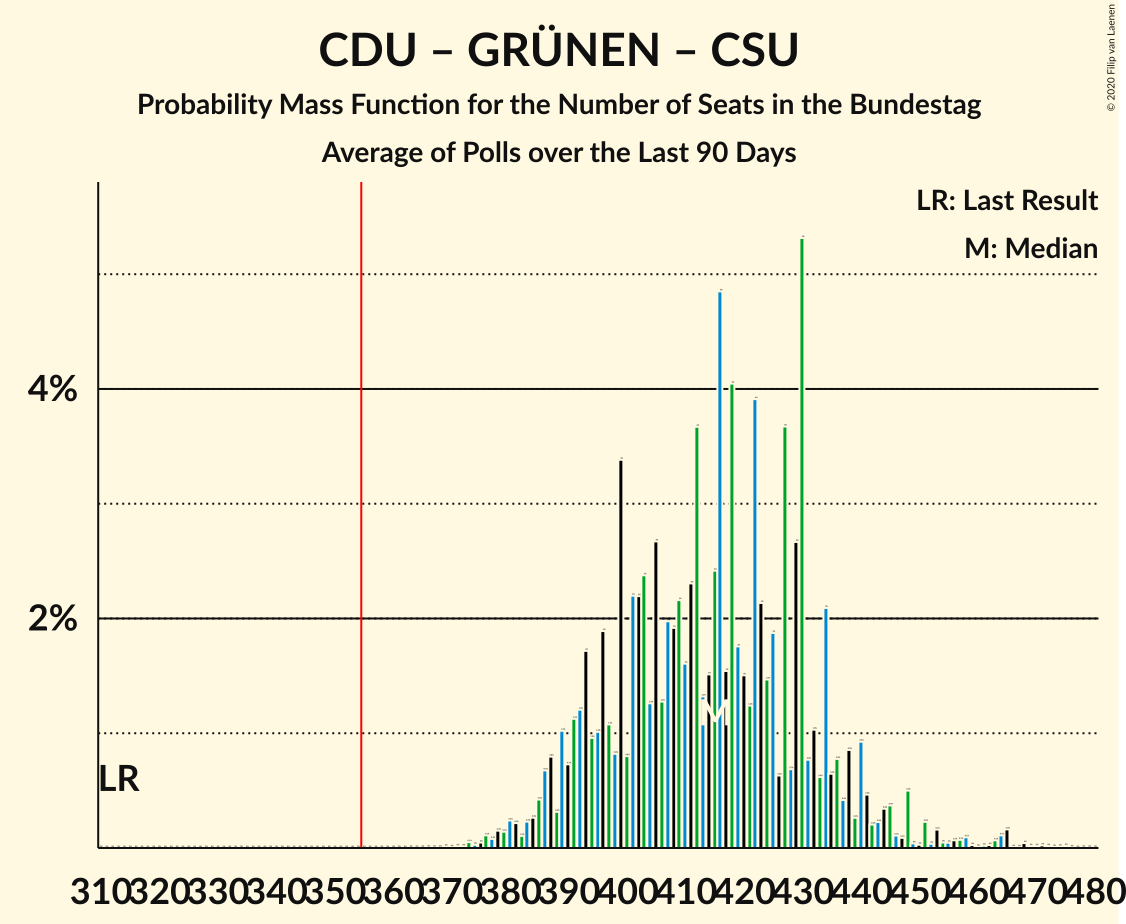 CDU – GRÜNEN – CSU
Probability Mass Function for the Number of Seats in the Bundestag
Average of Polls over the Last 90 Days
© 2020 Filip van Laenen
LR: Last Result
M: Median
4%
2%
M
LR
310 320 330 340 350 360 370 380 390 400 410 420 430 440 450 460 470 480